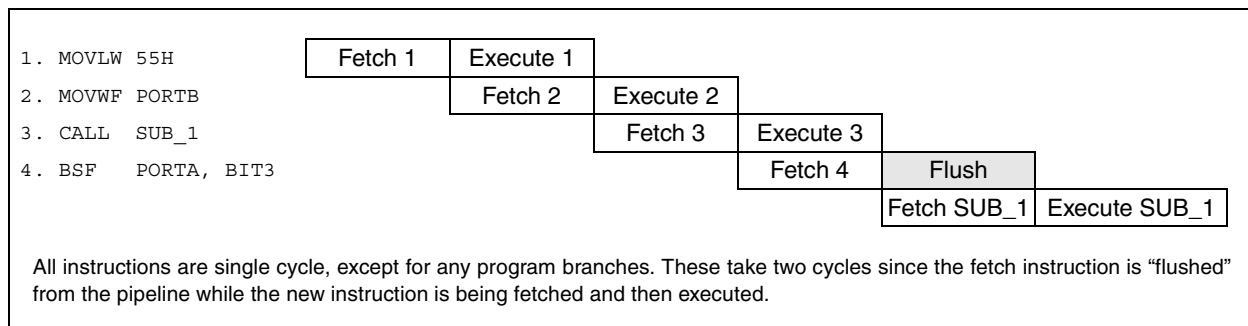 1. MOVLW 55H Fetch 1 Execute 1
2. MOVWF PORTB Fetch 2 Execute 2
3. CALL SUB_1 Fetch 3 Execute 3
4. BSF PORTA, BIT3 Fetch 4 Flush
Fetch SUB_1 Execute SUB_1
All instructions are single cycle, except for any program branches. These take two cycles since the fetch instruction is “flushed”
from the pipeline while the new instruction is being fetched and then executed.